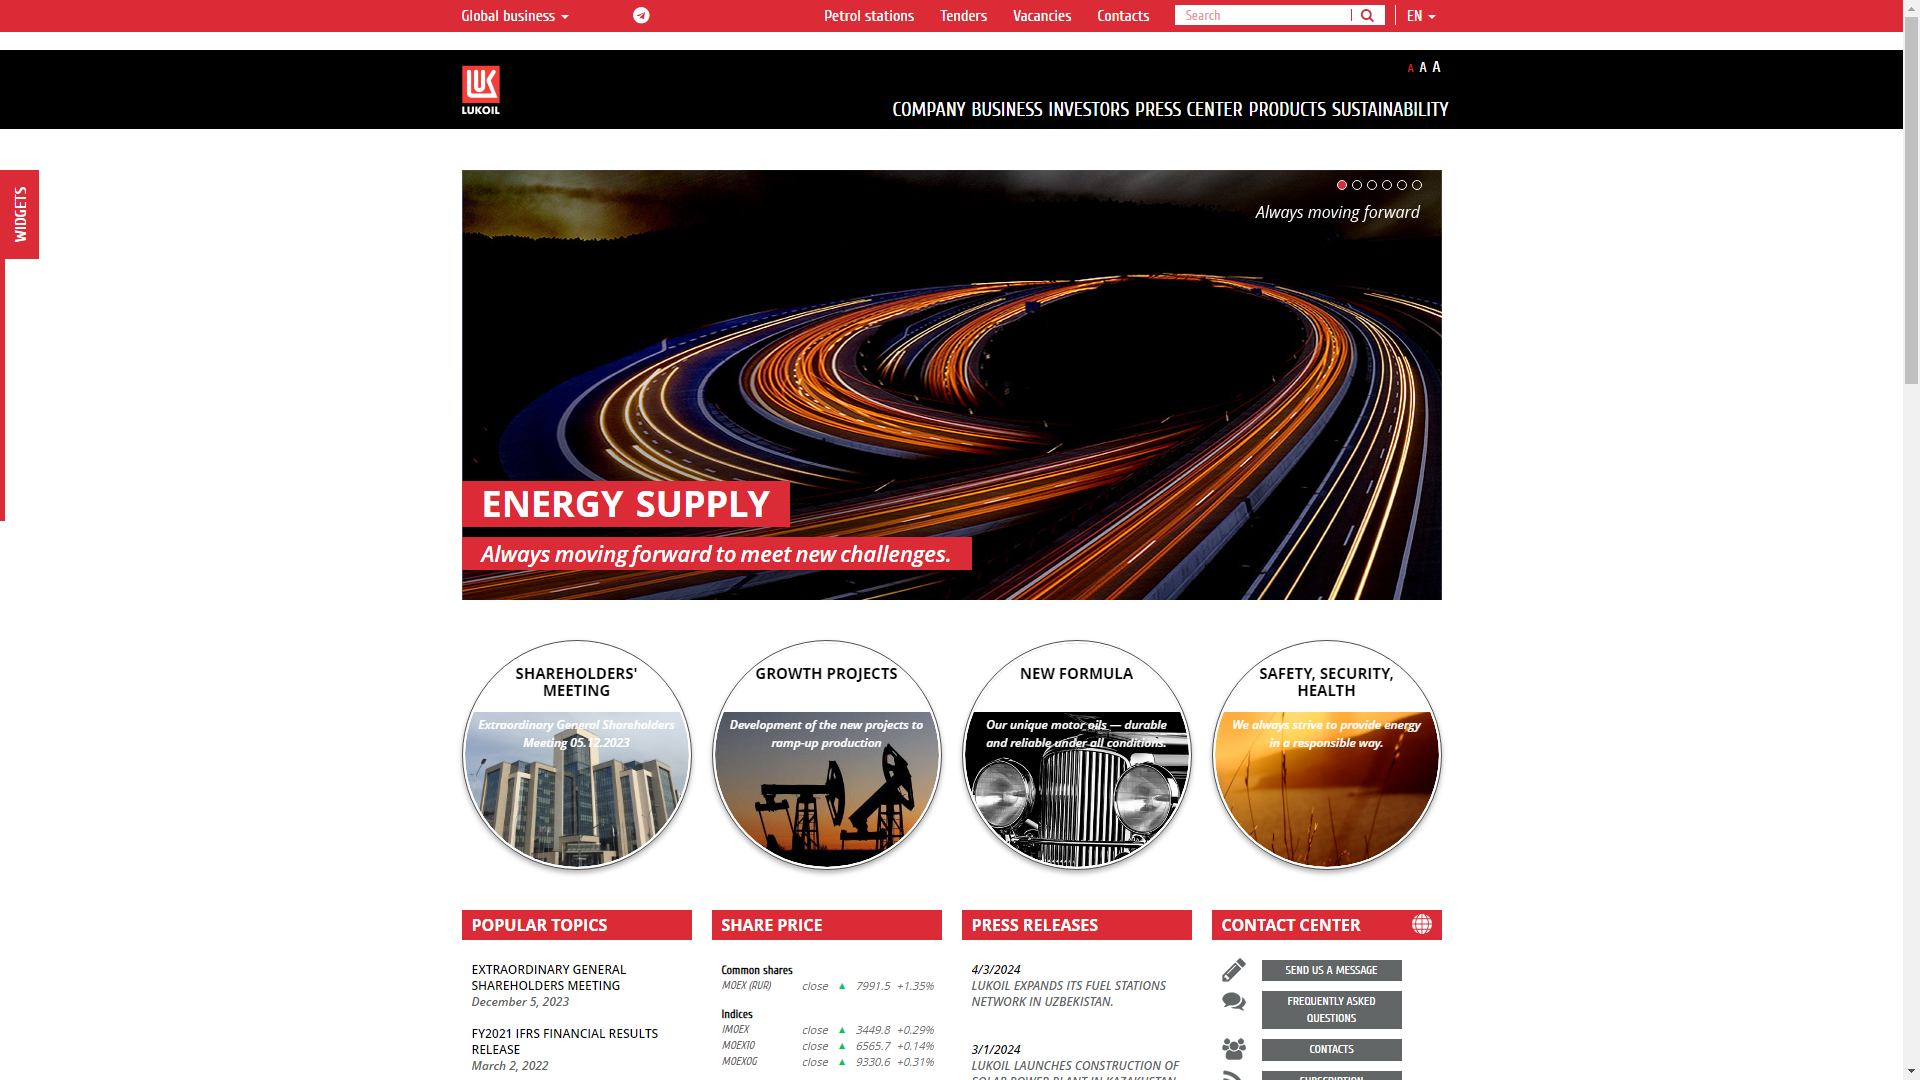 Global business
Petrol stations
Tenders
Vacancies
Contacts
Search
EN
A A A
LUKOIL
COMPANY BUSINESS INVESTORS PRESS CENTER PRODUCTS SUSTAINABILITY
WIDGETS
Always moving forward
ENERGY SUPPLY
Always moving forward to meet new challenges.
SHAREHOLDERS'
MEETING
Extraordinary General Shareholders
Meeting 05.12.2023
GROWTH PROJECTS
Development of the new projects to
ramp-up production
NEW FORMULA
Our unique motor oils — durable
and reliable under all conditions.
SAFETY, SECURITY,
HEALTH
We always strive to provide energy
in a responsible way.
POPULAR TOPICS
EXTRAORDINARY GENERAL
SHAREHOLDERS MEETING
December 5, 2023
FY2021 IFRS FINANCIAL RESULTS
RELEASE
March 2, 2022
SHARE PRICE
Common shares
MOEX (RUR) close ▲ 7991.5 +1.35%
Indices
IMOEX close ▲ 3449.8 +0.29%
MOEX10 close ▲ 6565.7 +0.14%
MOEXOG close ▲ 9330.6 +0.31%
PRESS RELEASES
4/3/2024
LUKOIL EXPANDS ITS FUEL STATIONS
NETWORK IN UZBEKISTAN.
3/1/2024
LUKOIL LAUNCHES CONSTRUCTION OF
SOLAR POWER PLANT IN KAZAKHSTAN
CONTACT CENTER
SEND US A MESSAGE
FREQUENTLY ASKED
QUESTIONS
CONTACTS
SUBSCRIPTION